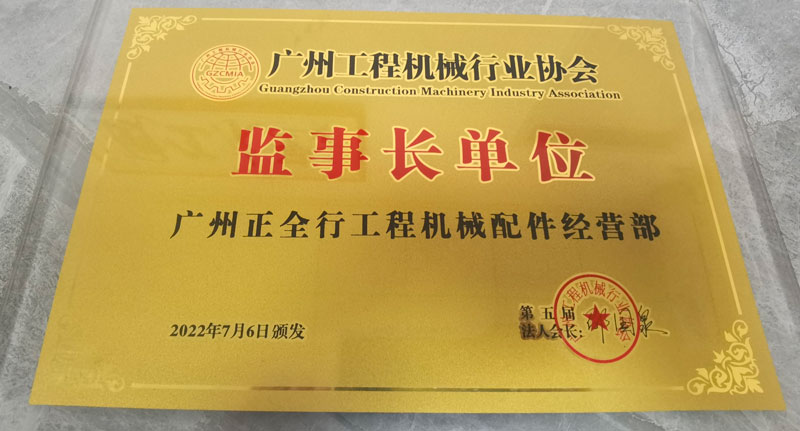 广州工程机械行业协会
GZCMIA
Guangzhou Construction Machinery Industry Association
监事长单位
广州正全行工程机械配件经营部
2022年7月6日颁发
第五届
法人会长: